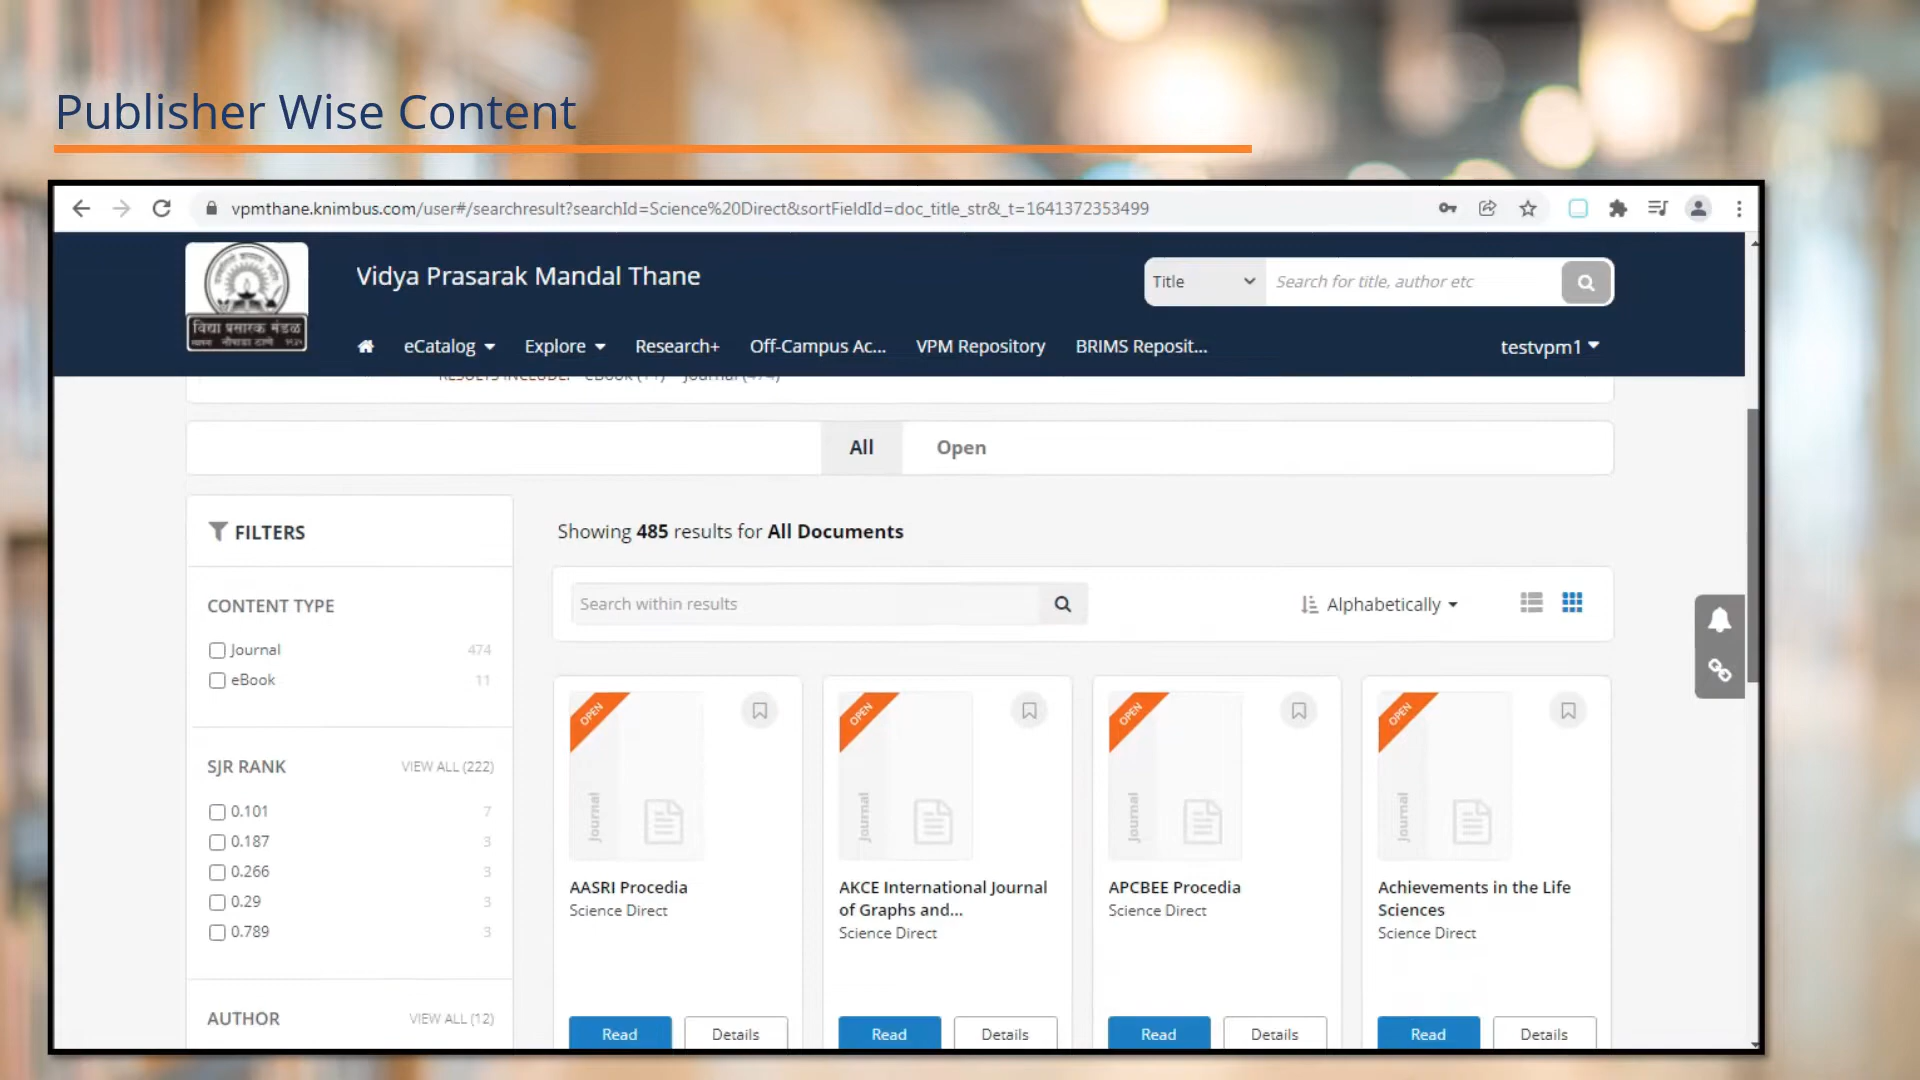 Publisher Wise Content
vpmthane.knimbus.com/user#/searchresult?searchId=Science%20Direct&sortFieldId=doc_title_str&_t=1641372353499
Vidya Prasarak Mandal Thane
Title
Search for title, author etc
विद्या प्रसारक मंडळ
eCatalog
Explore
Research+
Off-Campus Ac...
VPM Repository
BRIMS Reposit...
testvpm1
RESULTS INCLUDE: eBook (11) Journal (474)
All
Open
FILTERS
CONTENT TYPE
Journal 474
eBook 11
SJR RANK VIEW ALL (222)
0.101 7
0.187 3
0.266 3
0.29 3
0.789 3
AUTHOR VIEW ALL (12)
Showing 485 results for All Documents
Search within results
Alphabetically
OPEN
Journal
AASRI Procedia
Science Direct
Read Details
OPEN
Journal
AKCE International Journal
of Graphs and...
Science Direct
Read Details
OPEN
Journal
APCBEE Procedia
Science Direct
Read Details
OPEN
Journal
Achievements in the Life
Sciences
Science Direct
Read Details